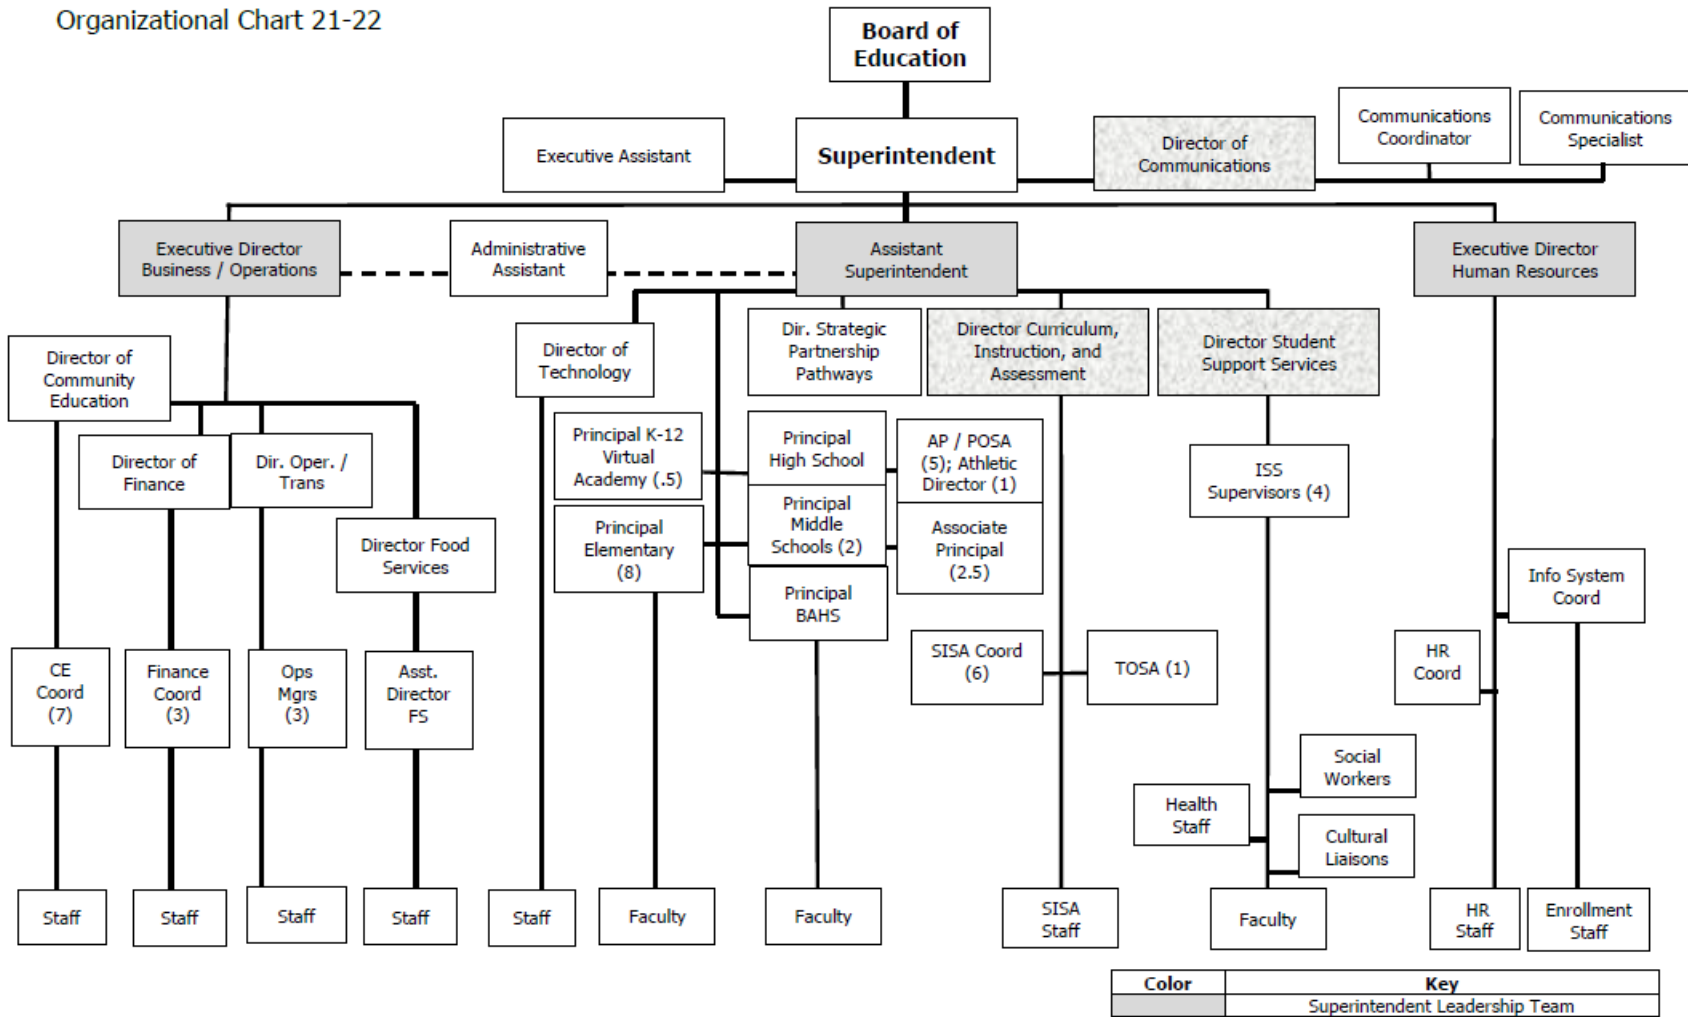 Organizational Chart 21-22
Board of
Education
Executive Assistant
Superintendent
Director of
Communications
Communications
Coordinator
Communications
Specialist
Executive Director
Business / Operations
Administrative
Assistant
Assistant
Superintendent
Executive Director
Human Resources
Director of
Community
Education
Director of
Technology
Dir. Strategic
Partnership
Pathways
Director Curriculum,
Instruction, and
Assessment
Director Student
Support Services
Director of
Finance
Dir. Oper. /
Trans
Principal K-12
Virtual
Academy (.5)
Principal
High School
AP / POSA
(5); Athletic
Director (1)
ISS
Supervisors (4)
Director Food
Services
Principal
Elementary
(8)
Principal
Middle
Schools (2)
Associate
Principal
(2.5)
Principal
BAHS
Info System
Coord
CE
Coord
(7)
Finance
Coord
(3)
Ops
Mgrs
(3)
Asst.
Director
FS
SISA Coord
(6)
TOSA (1)
HR
Coord
Social
Workers
Health
Staff
Cultural
Liaisons
Staff
Staff
Staff
Staff
Staff
Faculty
Faculty
SISA
Staff
Faculty
HR
Staff
Enrollment
Staff
Color
Key
Superintendent Leadership Team